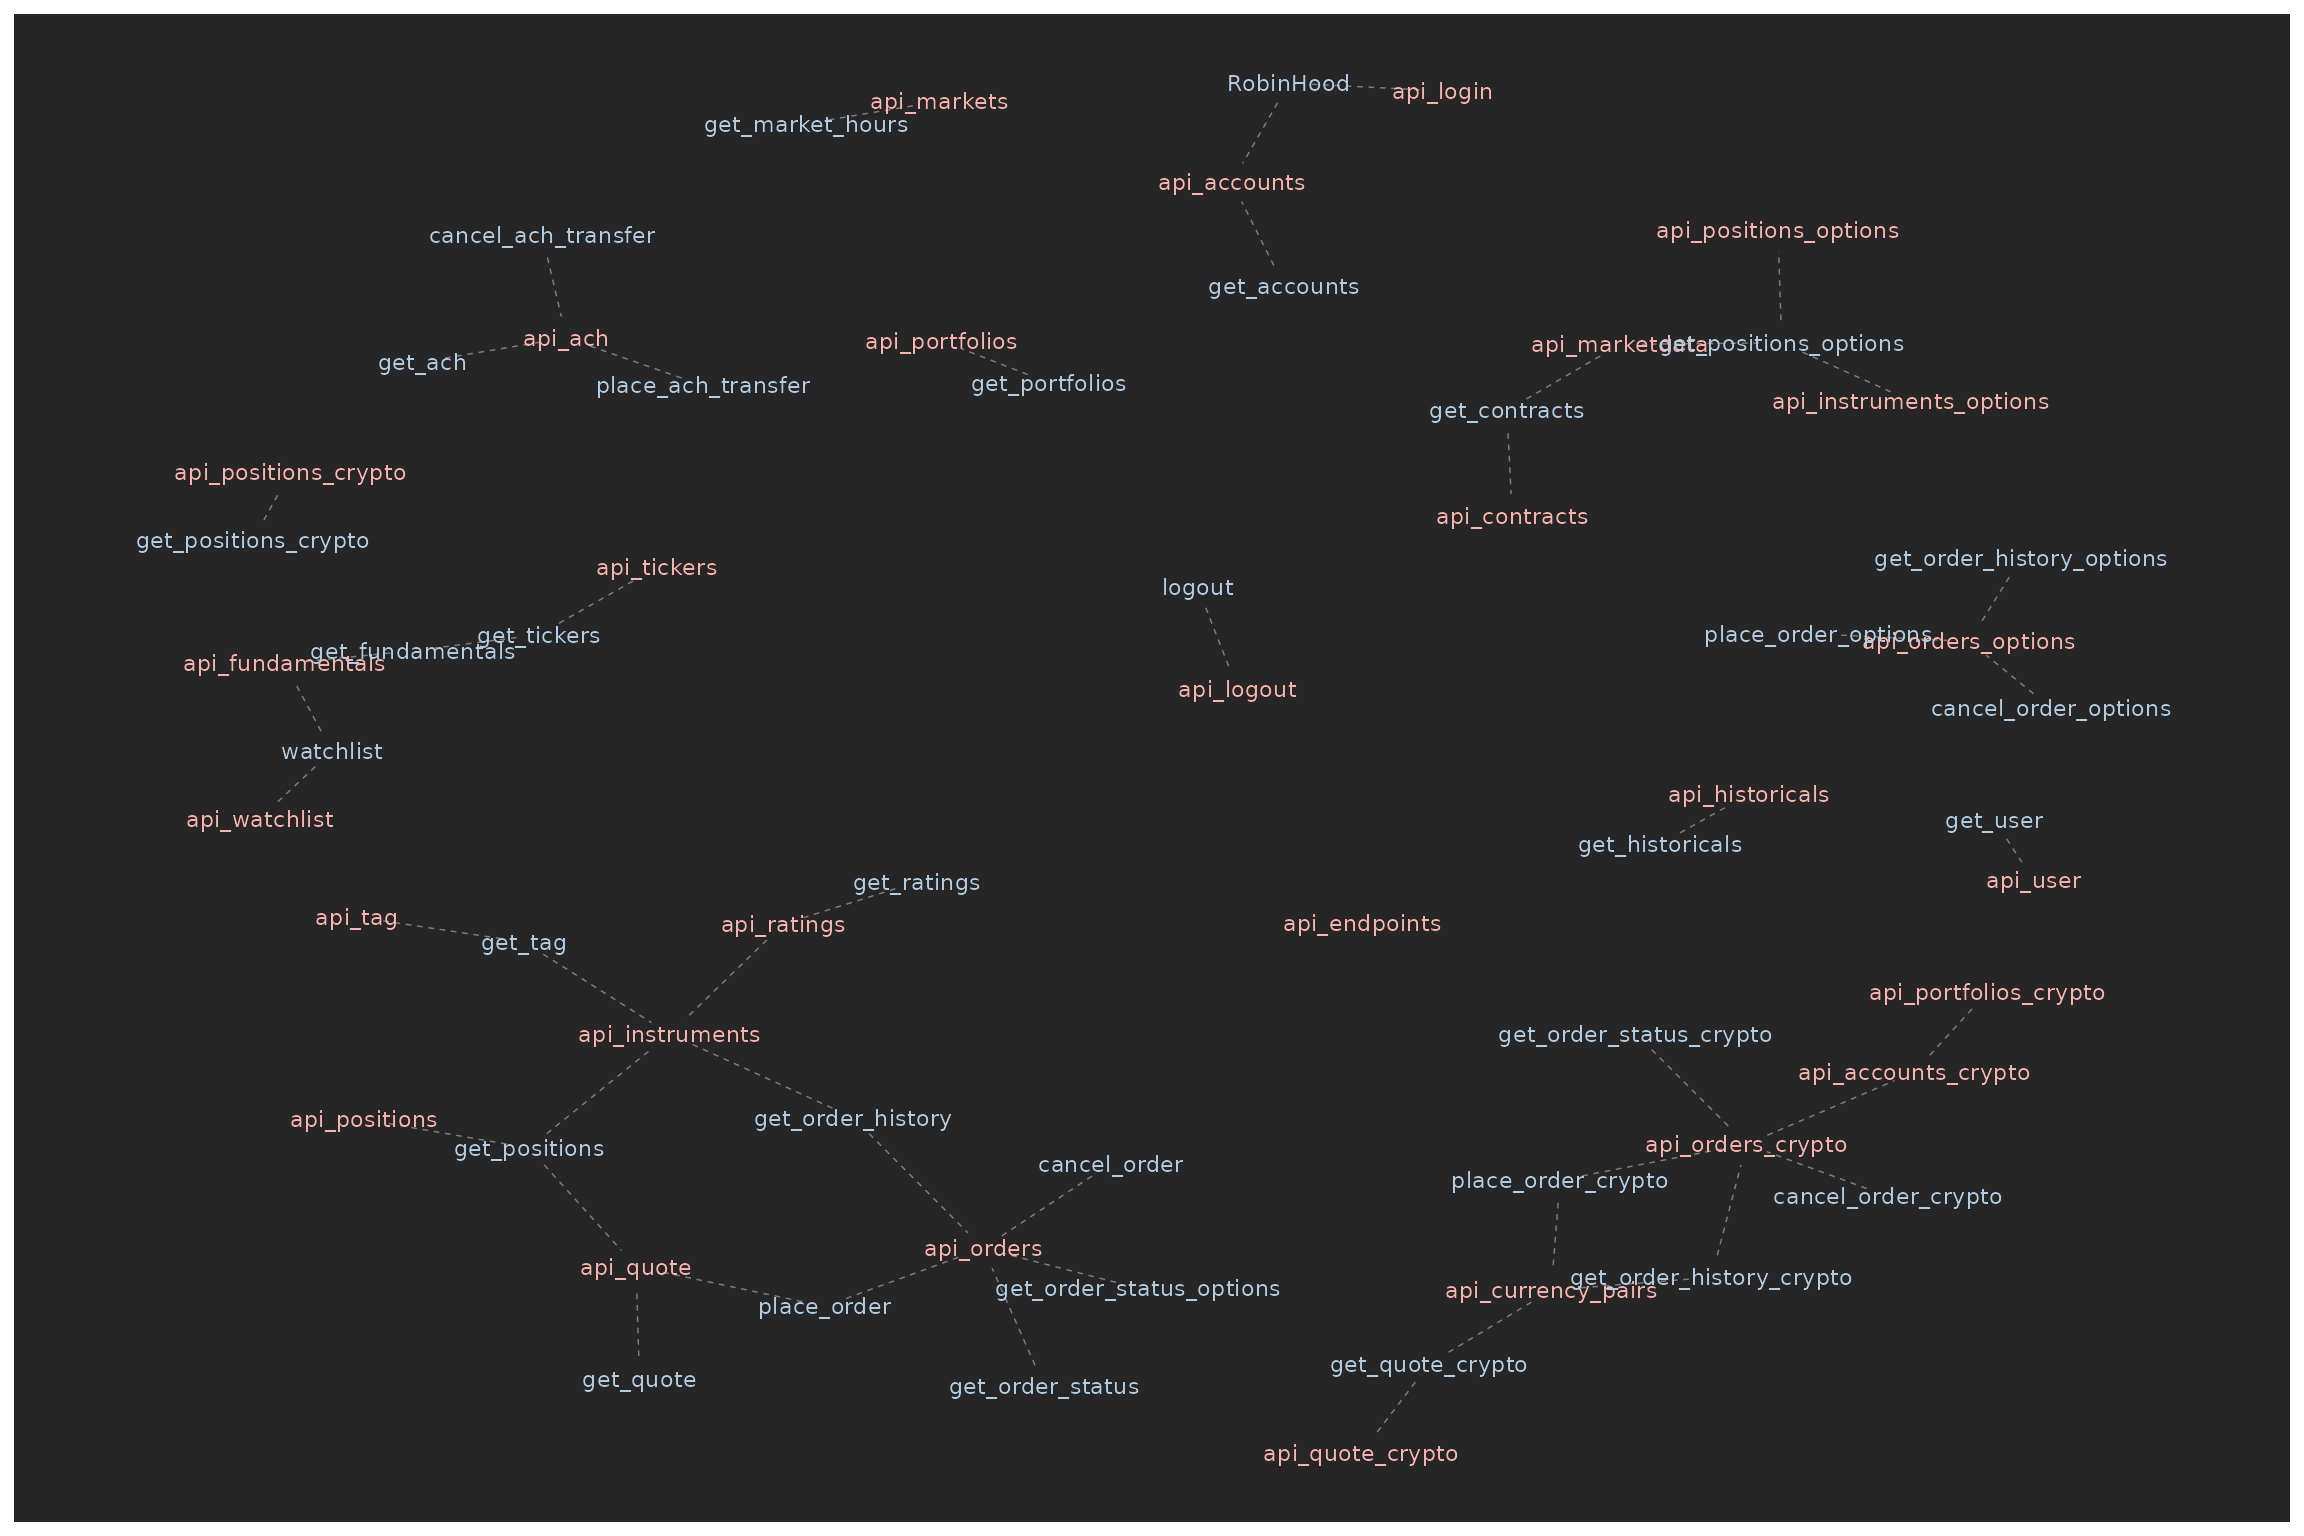 RobinHood
api_login
api_markets
get_market_hours
api_accounts
cancel_ach_transfer
api_positions_options
get_accounts
api_ach
api_portfolios
api_marketdata
get_positions_options
get_ach
place_ach_transfer
get_portfolios
api_instruments_options
get_contracts
api_positions_crypto
api_contracts
get_positions_crypto
get_order_history_options
api_tickers
logout
get_tickers
place_order_options
api_orders_options
get_fundamentals
api_fundamentals
api_logout
cancel_order_options
watchlist
api_historicals
api_watchlist
get_user
get_historicals
get_ratings
api_user
api_tag
api_ratings
api_endpoints
get_tag
api_portfolios_crypto
api_instruments
get_order_status_crypto
api_accounts_crypto
api_positions
get_order_history
get_positions
api_orders_crypto
cancel_order
place_order_crypto
cancel_order_crypto
api_orders
api_quote
get_order_history_crypto
get_order_status_options
api_currency_pairs
place_order
get_quote_crypto
get_quote
get_order_status
api_quote_crypto